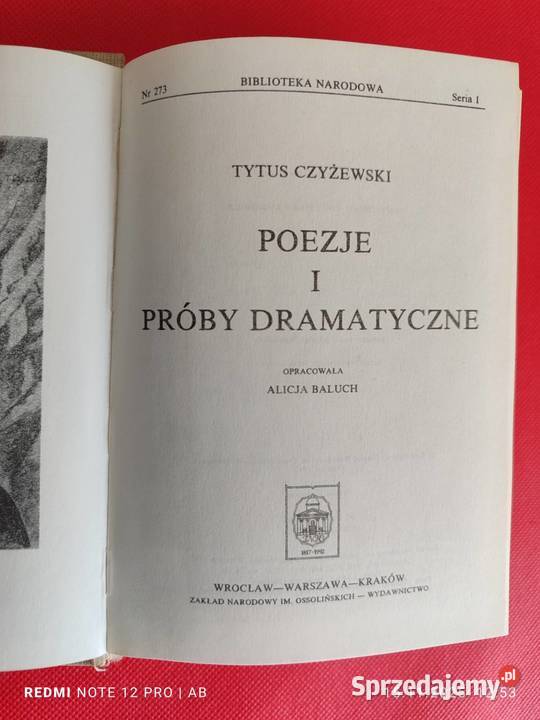 Nr 273 BIBLIOTEKA NARODOWA Seria I
TYTUS CZYŻEWSKI
POEZJE
I
PRÓBY DRAMATYCZNE
OPRACOWAŁA
ALICJA BALUCH
1817-1992
WROCŁAW—WARSZAWA—KRAKÓW
ZAKŁAD NARODOWY IM. OSSOLIŃSKICH — WYDAWNICTWO
REDMI NOTE 12 PRO | AB
Sprzedajemy.pl